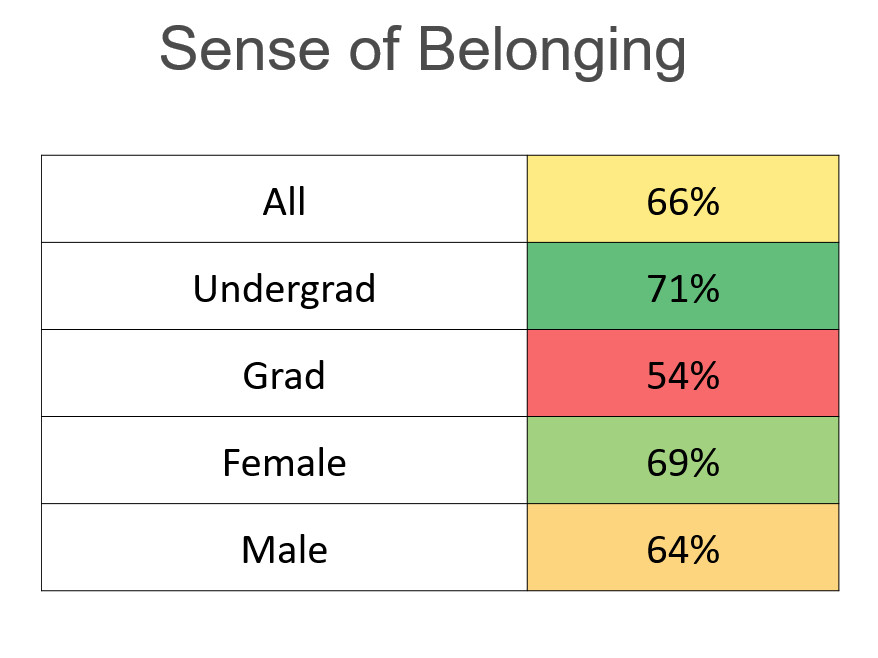 Sense of Belonging
All 66%
Undergrad 71%
Grad 54%
Female 69%
Male 64%